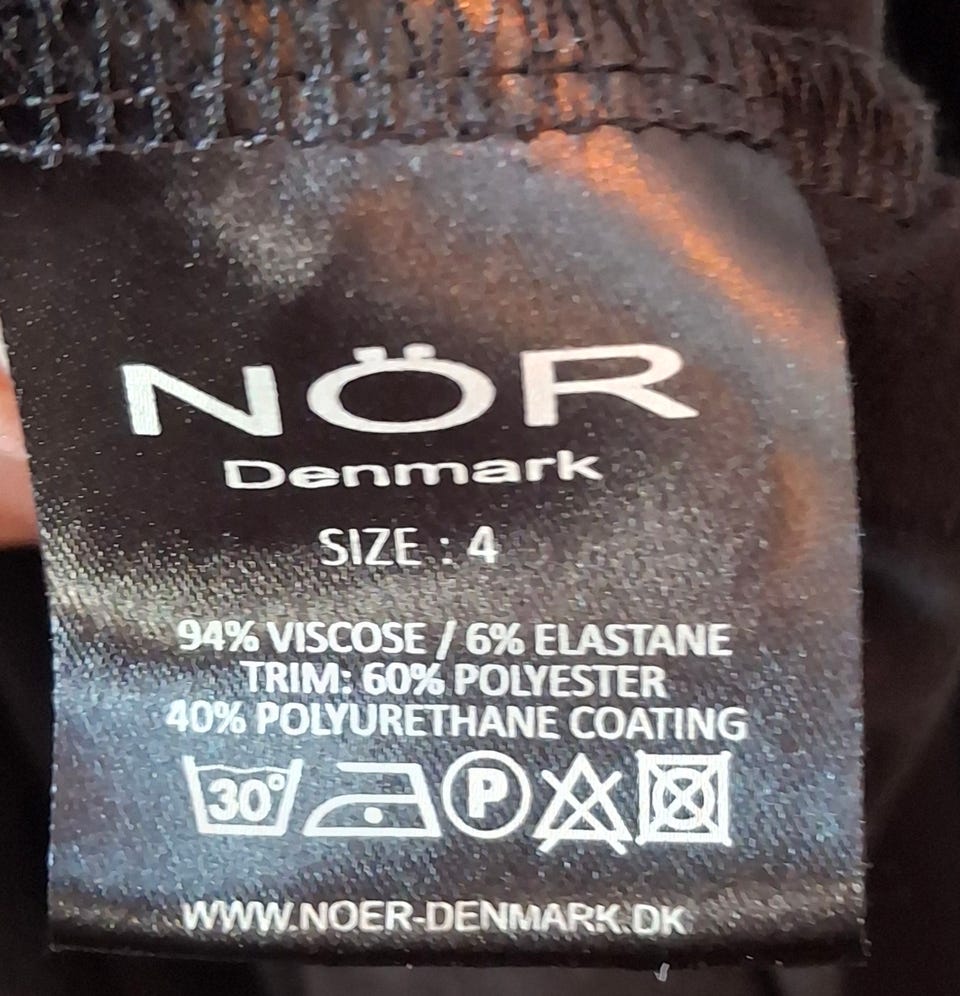 NÖR
Denmark
SIZE : 4
94% VISCOSE / 6% ELASTANE
TRIM: 60% POLYESTER
40% POLYURETHANE COATING
30° P
WWW.NOER-DENMARK.DK